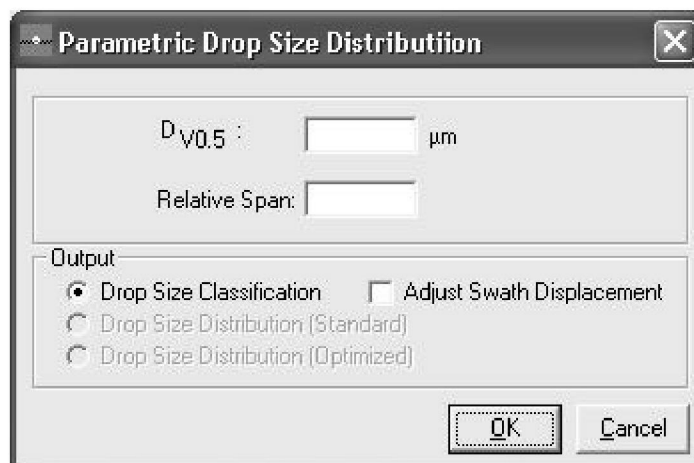 Parametric Drop Size Distributiion
DV0.5 : µm
Relative Span:
Output
Drop Size Classification Adjust Swath Displacement
Drop Size Distribution (Standard)
Drop Size Distribution (Optimized)
OK Cancel